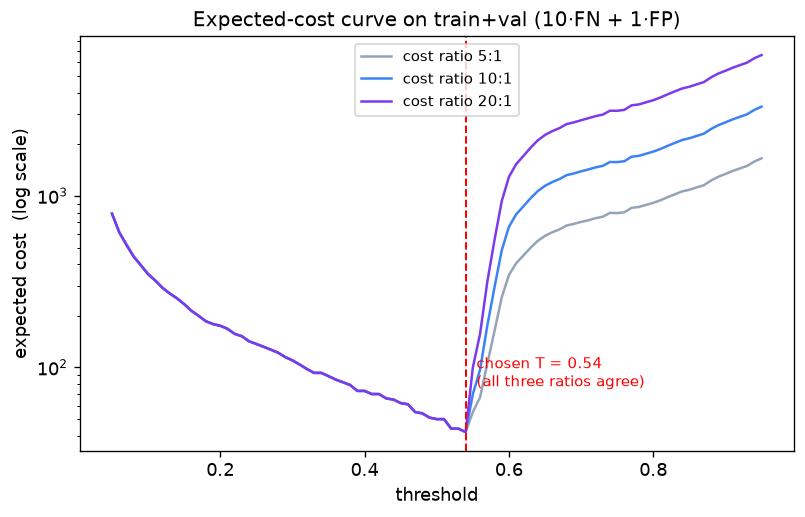 Expected-cost curve on train+val (10·FN + 1·FP)
cost ratio 5:1
cost ratio 10:1
cost ratio 20:1
expected cost  (log scale)
10³
10²
chosen T = 0.54
(all three ratios agree)
0.2
0.4
0.6
0.8
threshold